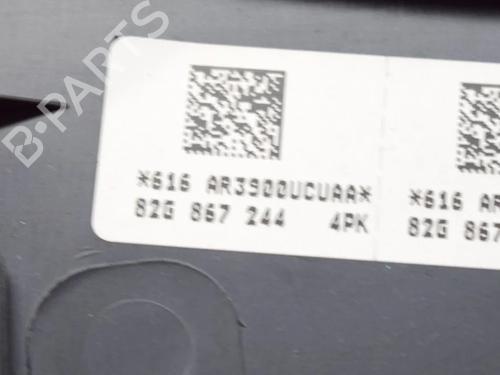 B-PARTS
*616 AR3900UCUAA*
82G 867 244 4PK
*616 AR
82G 867